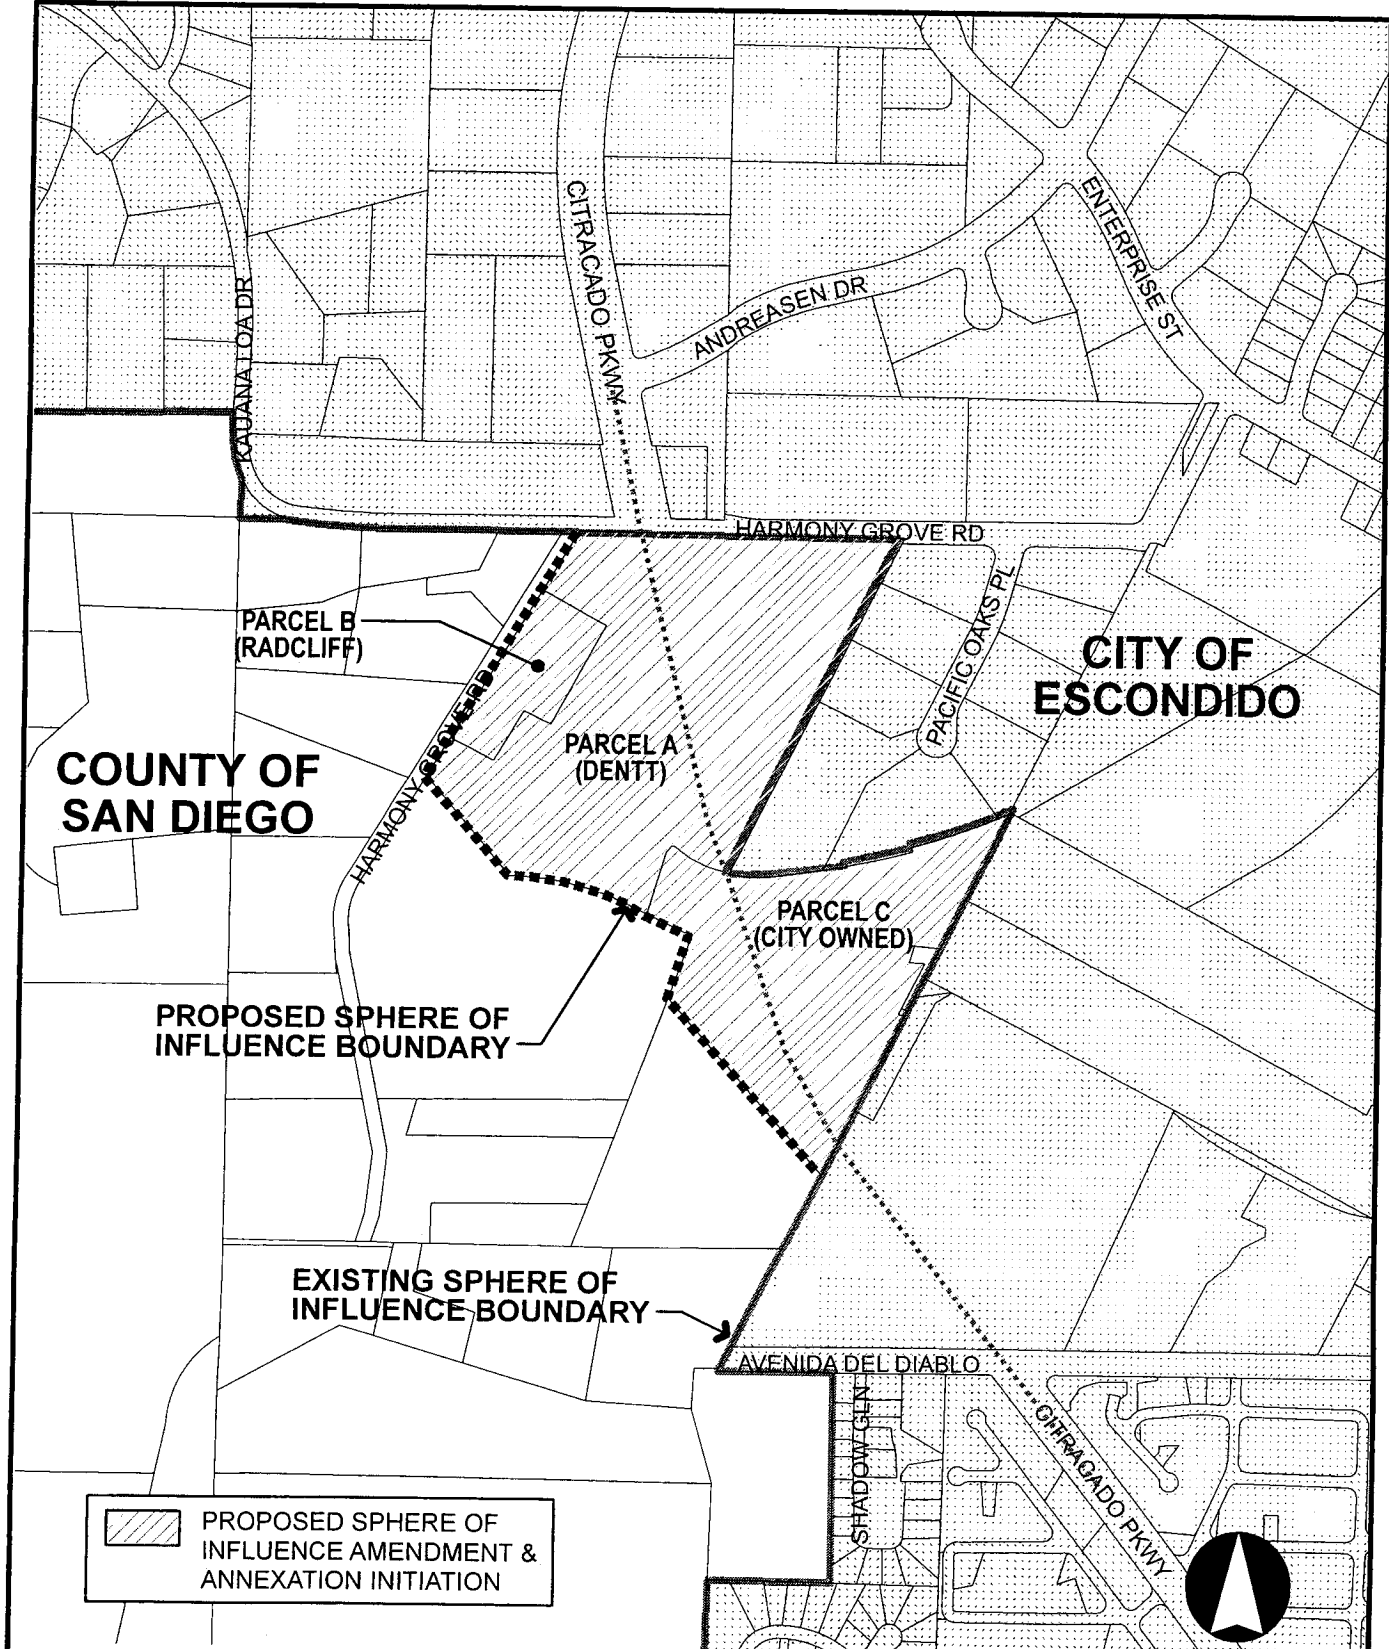 CITRACADO PKWY
ENTERPRISE ST
ANDREASEN DR
KAUANA LOA DR
HARMONY GROVE RD
PARCEL B
(RADCLIFF)
PACIFIC OAKS PL
CITY OF
ESCONDIDO
HARMONY GROVE RD
PARCEL A
(DENTT)
COUNTY OF
SAN DIEGO
PARCEL C
(CITY OWNED)
PROPOSED SPHERE OF
INFLUENCE BOUNDARY
EXISTING SPHERE OF
INFLUENCE BOUNDARY
AVENIDA DEL DIABLO
SHADOW GLN
CITRACADO PKWY
PROPOSED SPHERE OF
INFLUENCE AMENDMENT &
ANNEXATION INITIATION